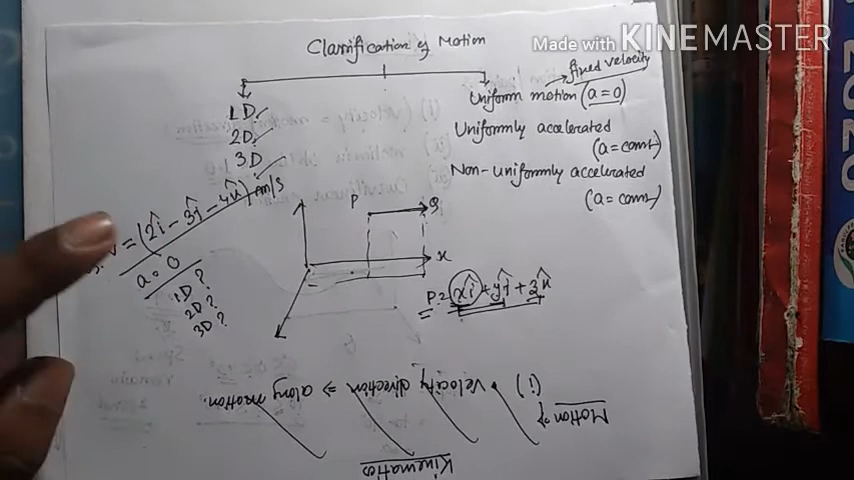 Made with KINEMASTER
Classification of Motion
1D
2D
3D
fixed velocity
Uniform motion (a=0)
Uniformly accelerated
(a=const)
Non-uniformly accelerated
(a=const)
v = (2î - 3ĵ - 4k̂) m/s
a = 0
1D?
2D?
3D?
P
Q
x
P = xî + yĵ + zk̂
Motion
(i) Velocity direction ⇒ along motion.
Kinematics